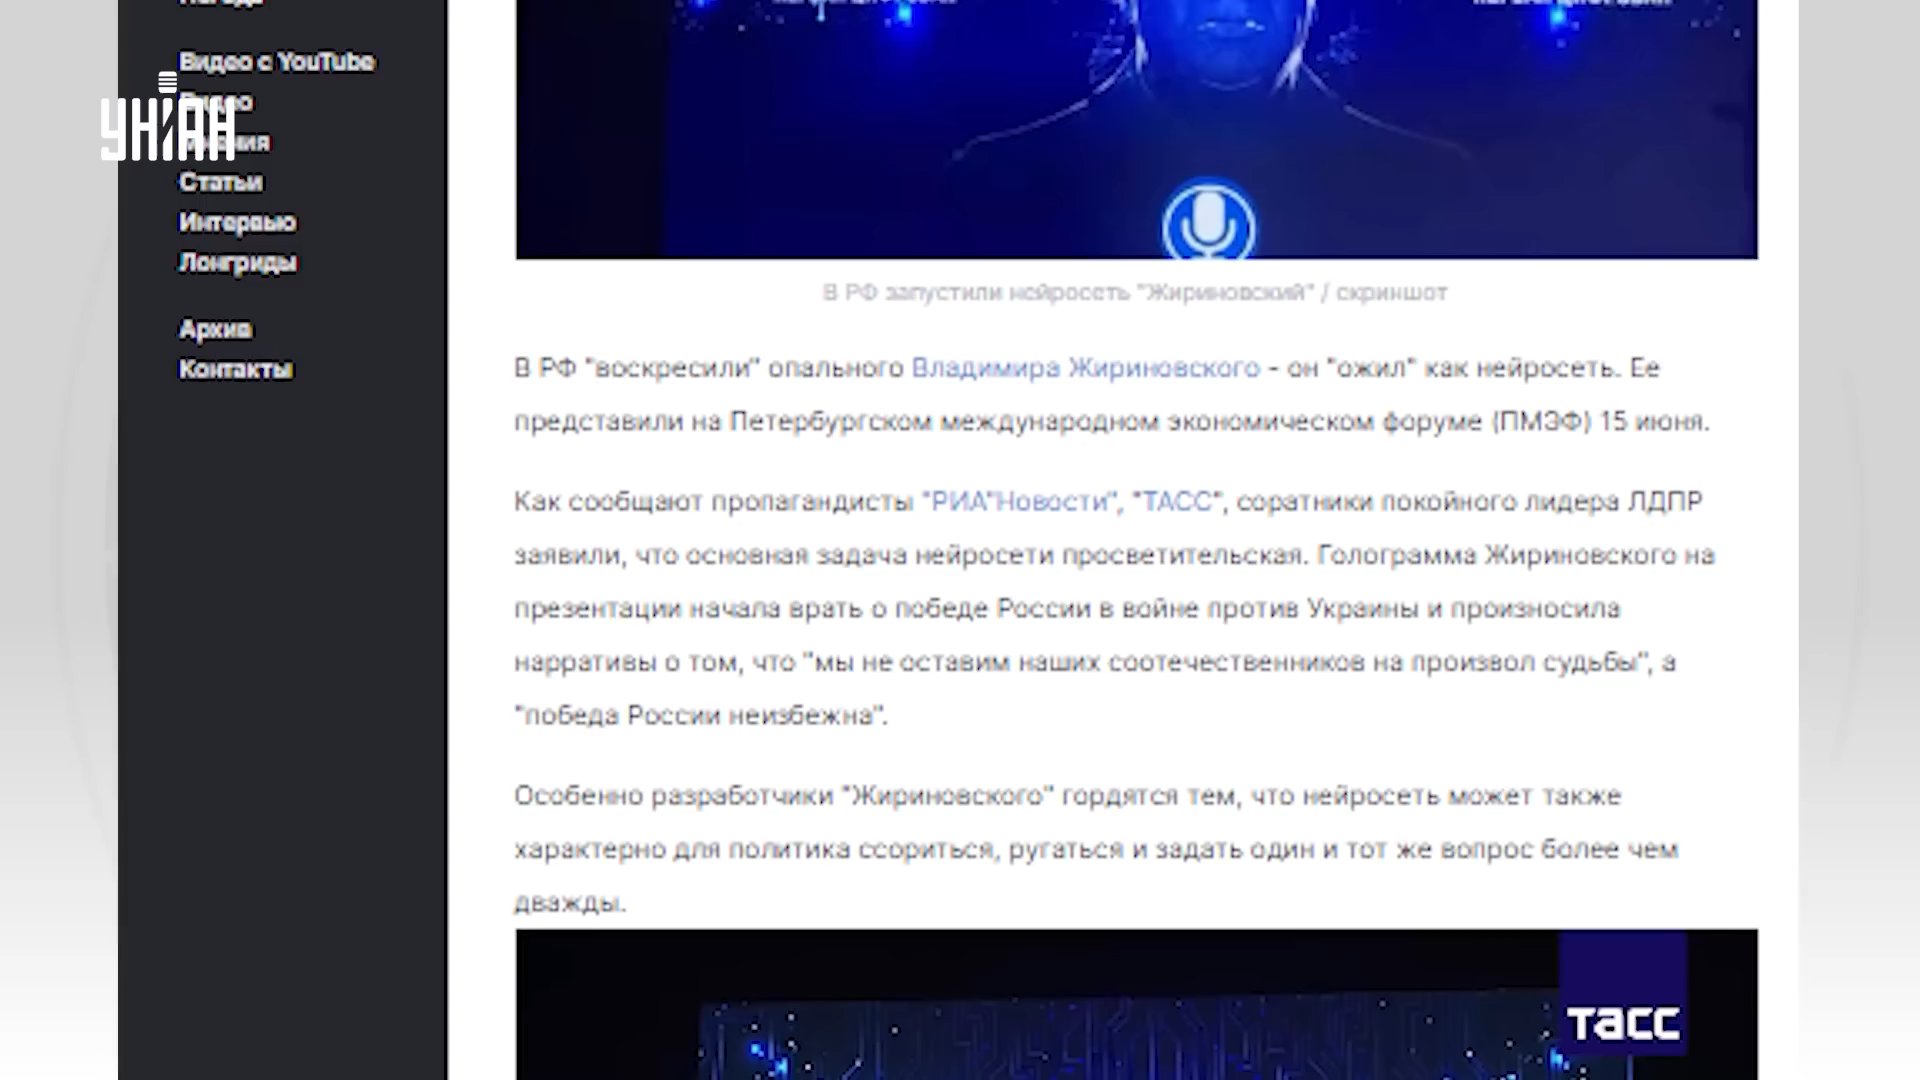 Видео с YouTube
УНІАН
Статьи
Интервью
Лонгриды
Архив
Контакты
В РФ запустили нейросеть "Жириновский" / скриншот
В РФ "воскресили" опального Владимира Жириновского - он "ожил" как нейросеть. Ее
представили на Петербургском международном экономическом форуме (ПМЭФ) 15 июня.
Как сообщают пропагандисты "РИА"Новости", "ТАСС", соратники покойного лидера ЛДПР
заявили, что основная задача нейросети просветительская. Голограмма Жириновского на
презентации начала врать о победе России в войне против Украины и произносила
нарративы о том, что "мы не оставим наших соотечественников на произвол судьбы", а
"победа России неизбежна".
Особенно разработчики "Жириновского" гордятся тем, что нейросеть может также
характерно для политика ссориться, ругаться и задать один и тот же вопрос более чем
дважды.
ТАСС